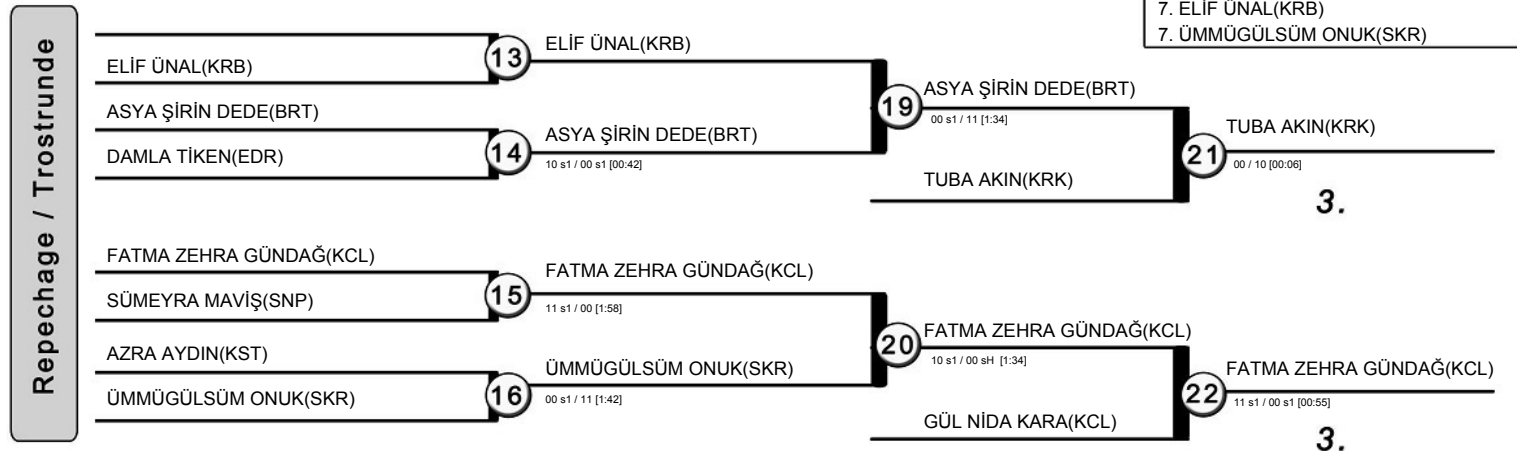 7. ELİF ÜNAL(KRB)
7. ÜMMÜGÜLSÜM ONUK(SKR)
Repechage / Trostrunde
ELİF ÜNAL(KRB)
13
ELİF ÜNAL(KRB)
ASYA ŞİRİN DEDE(BRT)
DAMLA TİKEN(EDR)
14
ASYA ŞİRİN DEDE(BRT)
10 s1 / 00 s1 [00:42]
19
ASYA ŞİRİN DEDE(BRT)
00 s1 / 11 [1:34]
TUBA AKIN(KRK)
21
TUBA AKIN(KRK)
00 / 10 [00:06]
3.
FATMA ZEHRA GÜNDAĞ(KCL)
SÜMEYRA MAVİŞ(SNP)
15
FATMA ZEHRA GÜNDAĞ(KCL)
11 s1 / 00 [1:58]
AZRA AYDIN(KST)
ÜMMÜGÜLSÜM ONUK(SKR)
16
ÜMMÜGÜLSÜM ONUK(SKR)
00 s1 / 11 [1:42]
20
FATMA ZEHRA GÜNDAĞ(KCL)
10 s1 / 00 sH [1:34]
GÜL NİDA KARA(KCL)
22
FATMA ZEHRA GÜNDAĞ(KCL)
11 s1 / 00 s1 [00:55]
3.